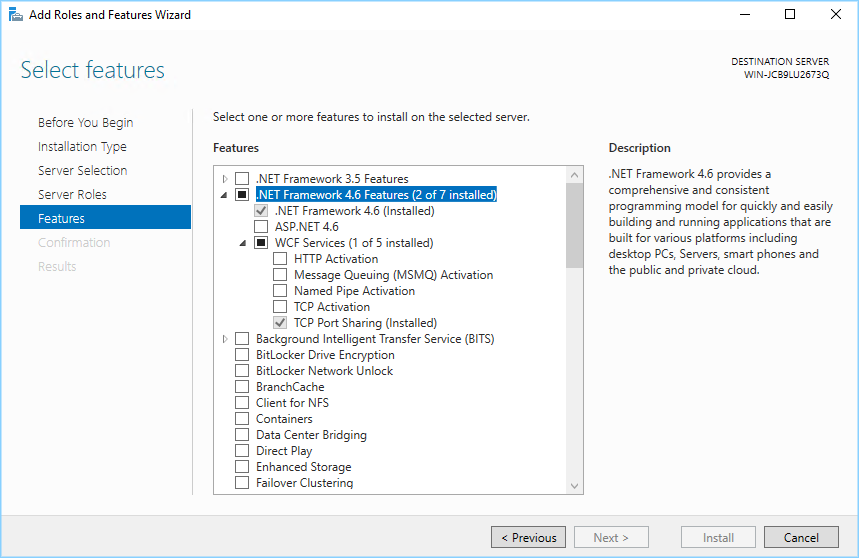 Add Roles and Features Wizard
Select features
DESTINATION SERVER
WIN-JCB9LU2673Q
Before You Begin
Installation Type
Server Selection
Server Roles
Features
Confirmation
Results
Select one or more features to install on the selected server.
Features
.NET Framework 3.5 Features
.NET Framework 4.6 Features (2 of 7 installed)
.NET Framework 4.6 (Installed)
ASP.NET 4.6
WCF Services (1 of 5 installed)
HTTP Activation
Message Queuing (MSMQ) Activation
Named Pipe Activation
TCP Activation
TCP Port Sharing (Installed)
Background Intelligent Transfer Service (BITS)
BitLocker Drive Encryption
BitLocker Network Unlock
BranchCache
Client for NFS
Containers
Data Center Bridging
Direct Play
Enhanced Storage
Failover Clustering
Description
.NET Framework 4.6 provides a
comprehensive and consistent
programming model for quickly and easily
building and running applications that are
built for various platforms including
desktop PCs, Servers, smart phones and
the public and private cloud.
< Previous
Next >
Install
Cancel